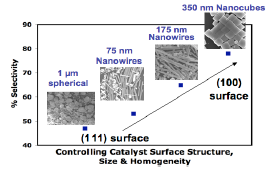 350 nm Nanocubes
175 nm
Nanowires
75 nm
Nanowires
1 µm
spherical
90
80
70
60
50
40
% Selectivity
(100)
surface
(111) surface
Controlling Catalyst Surface Structure,
Size & Homogeneity